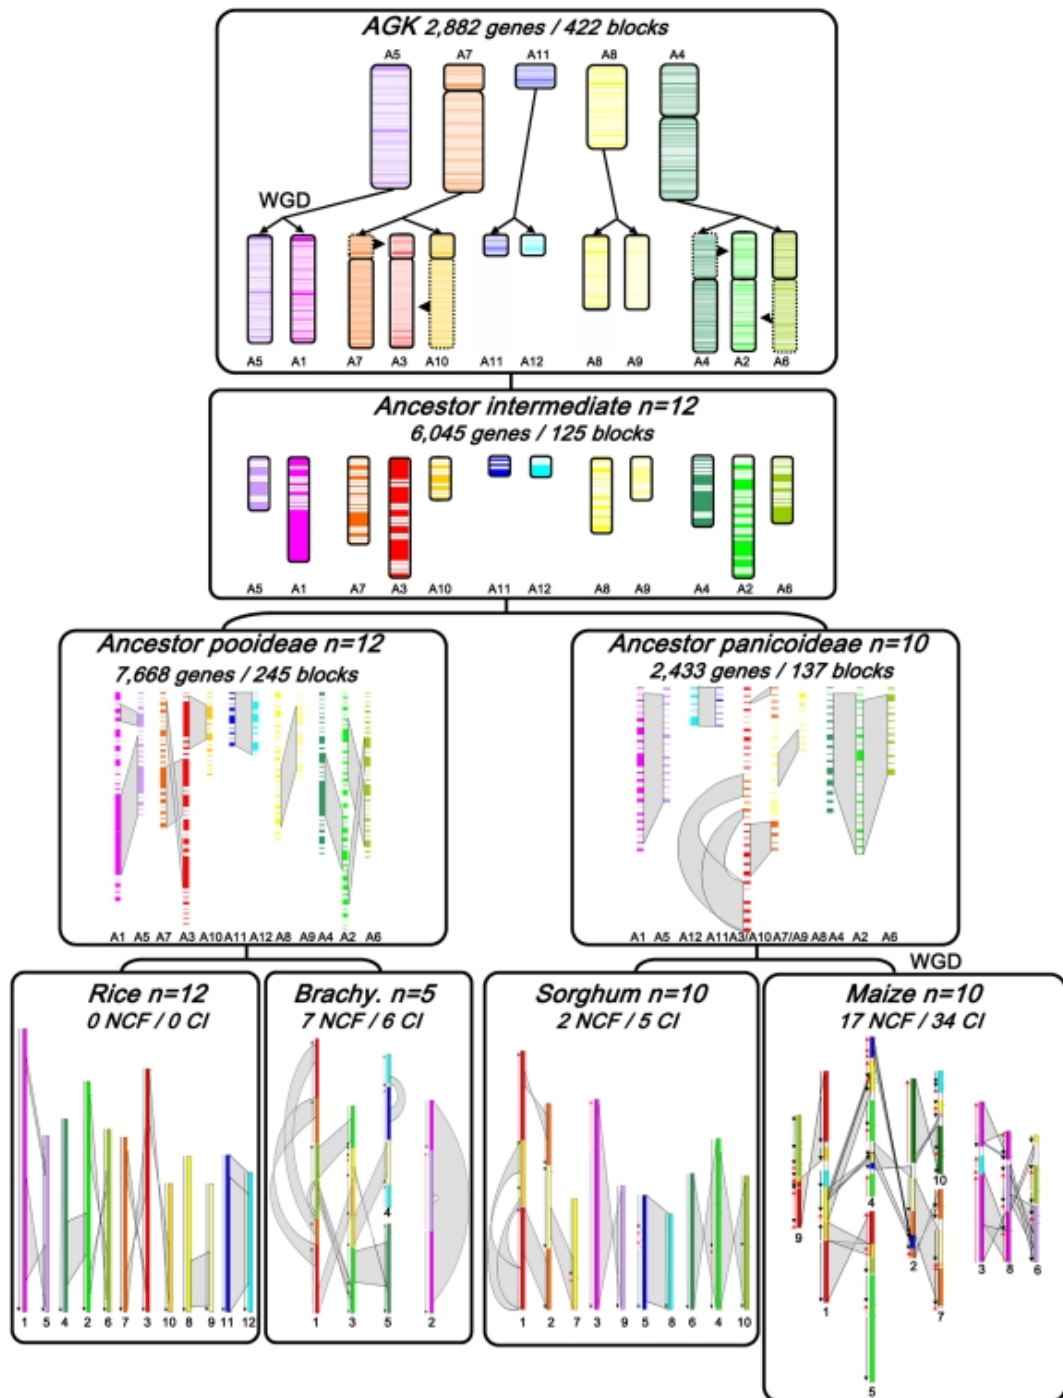 AGK 2,882 genes / 422 blocks
A5 A7 A11 A8 A4
WGD
A5 A1 A7 A3 A10 A11 A12 A8 A9 A4 A2 A6
Ancestor intermediate n=12
6,045 genes / 125 blocks
A5 A1 A7 A3 A10 A11 A12 A8 A9 A4 A2 A6
Ancestor pooideae n=12
7,668 genes / 245 blocks
A1 A5 A7 A3 A10 A11 A12 A8 A9 A4 A2 A6
Ancestor panicoideae n=10
2,433 genes / 137 blocks
A1 A5 A12 A11 A3/A10 A7/A9 A8 A4 A2 A6
WGD
Rice n=12
0 NCF / 0 CI
1 5 4 2 6 7 3 10 8 9 11 12
Brachy. n=5
7 NCF / 6 CI
4
1 3 5 2
Sorghum n=10
2 NCF / 5 CI
1 2 7 3 9 5 8 6 4 10
Maize n=10
17 NCF / 34 CI
10
4
9 2 3 8 6
1 7
5